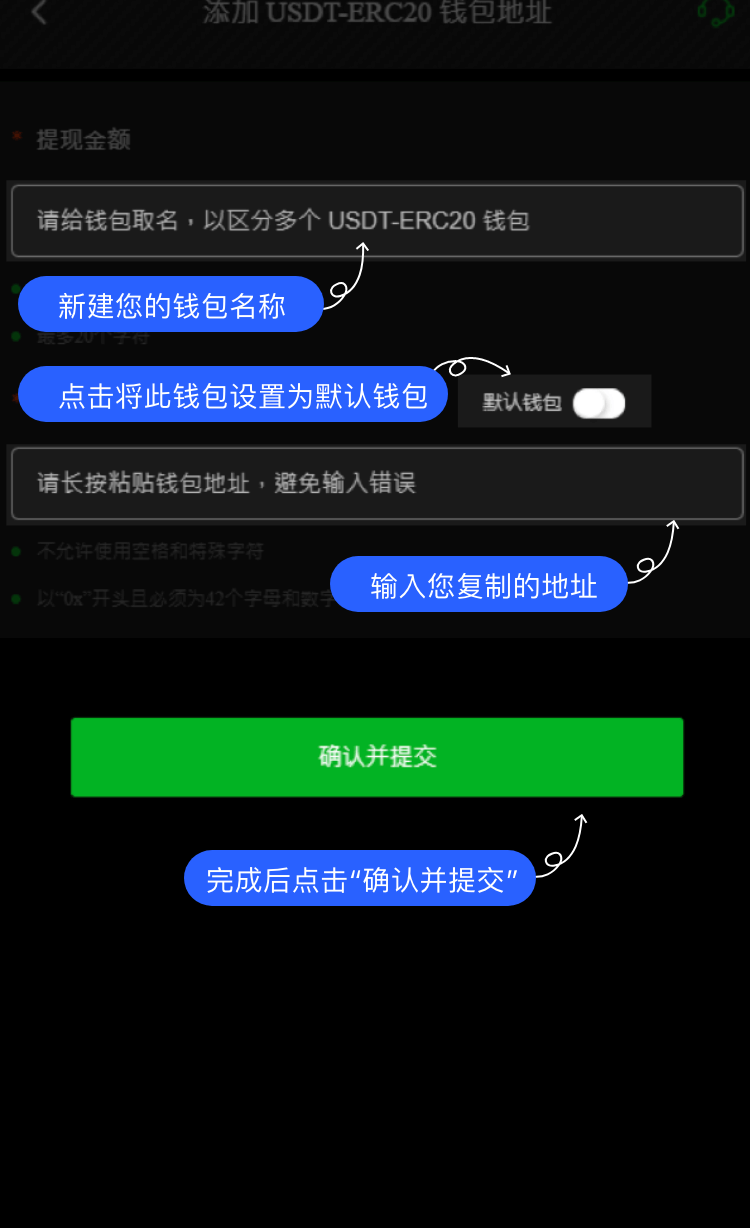 添加 USDT-ERC20 钱包地址
* 提现金额
请给钱包取名，以区分多个 USDT-ERC20 钱包
新建您的钱包名称
最多20个字符
点击将此钱包设置为默认钱包
默认钱包
请长按粘贴钱包地址，避免输入错误
不允许使用空格和特殊字符
输入您复制的地址
以“0x”开头且必须为42个字母和数字
确认并提交
完成后点击“确认并提交”